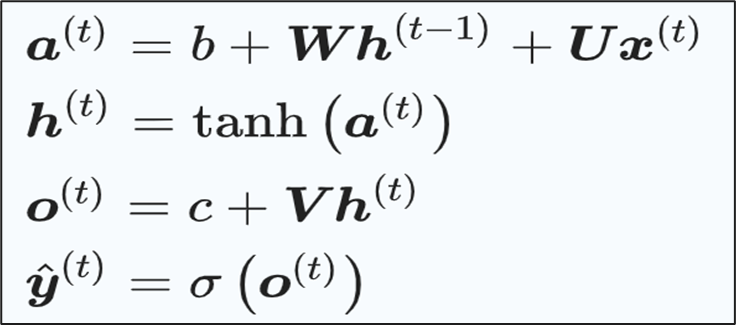 a^(t) = b + Wh^(t−1) + Ux^(t)
h^(t) = tanh (a^(t))
o^(t) = c + Vh^(t)
ŷ^(t) = σ (o^(t))